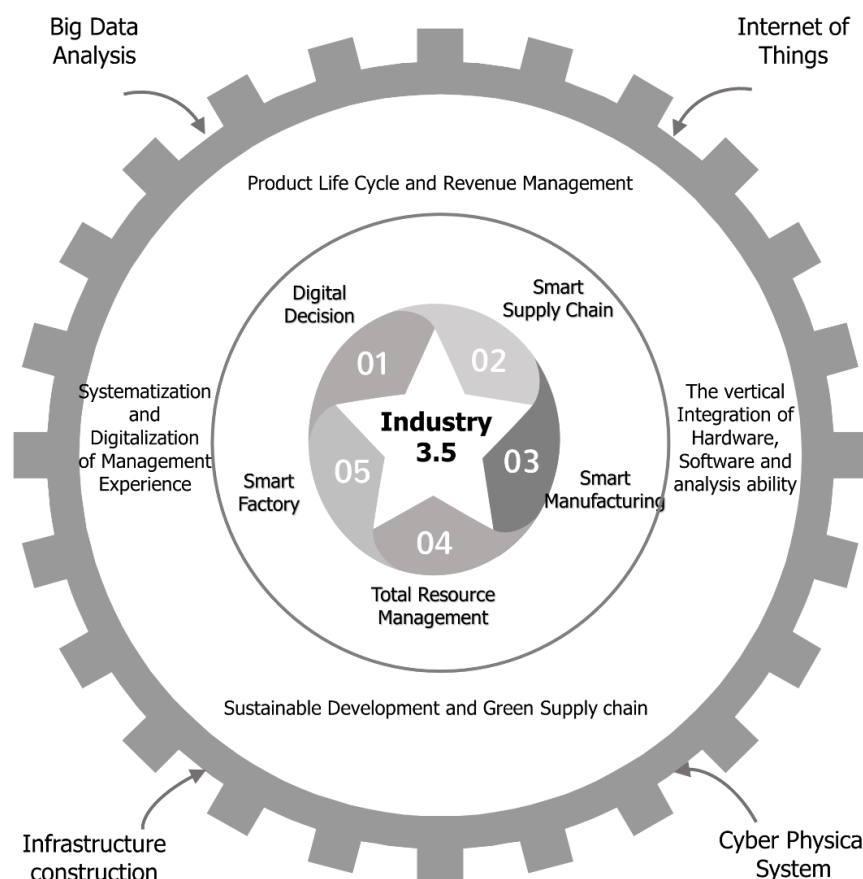 Big Data
Analysis
Internet of
Things
Product Life Cycle and Revenue Management
Digital
Decision
Smart
Supply Chain
01
02
Systematization
and
Digitalization
of Management
Experience
Industry
3.5
The vertical
Integration of
Hardware,
Software and
analysis ability
05
03
Smart
Factory
Smart
Manufacturing
04
Total Resource
Management
Sustainable Development and Green Supply chain
Infrastructure
construction
Cyber Physica
System